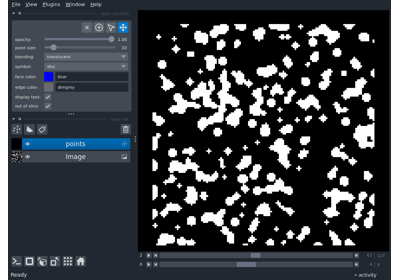 File View Plugins Window Help
opacity: 1.00
point size: 10
blending: translucent
symbol: disc
face color: blue
edge color: dimgrey
display text: ✓
out of slice: ✓
points
Image
Ready
activity